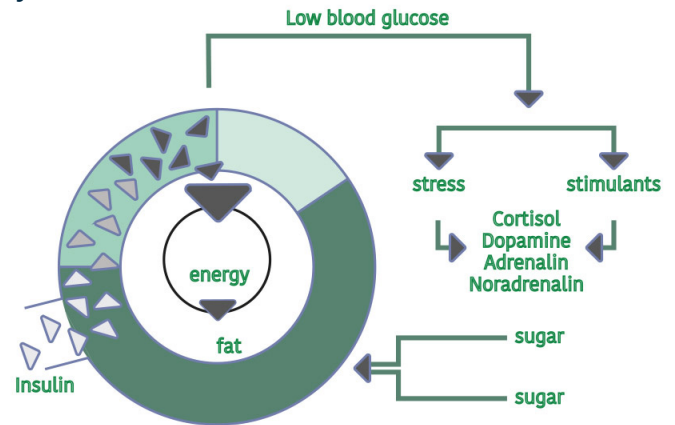 Low blood glucose
stress
stimulants
Cortisol
Dopamine
Adrenalin
Noradrenalin
energy
fat
sugar
Insulin
sugar